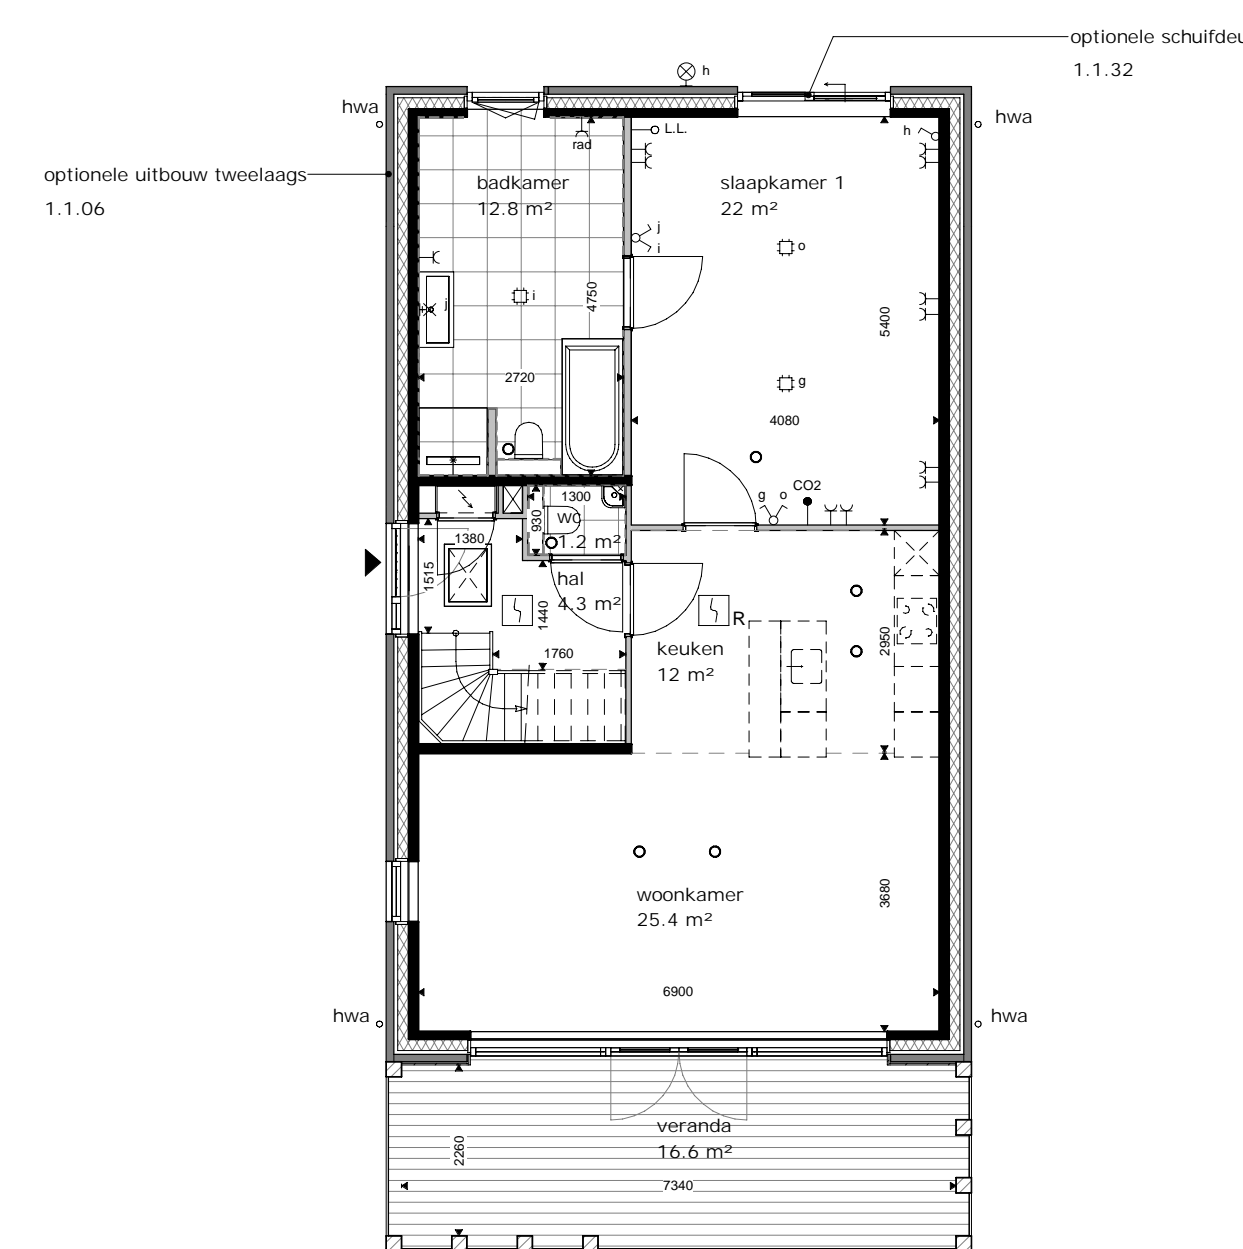 optionele schuifdeu
1.1.32
h
hwa
hwa
L.L.
h
rad
optionele uitbouw tweelaags
1.1.06
badkamer
12.8 m²
slaapkamer 1
22 m²
j
i
o
i
j
4750
5400
2720
g
4080
CO2
g o
1300
930
WC
1.2 m²
1380
1515
hal
4.3 m²
1440
R
2950
keuken
12 m²
1760
woonkamer
25.4 m²
3680
6900
hwa
hwa
veranda
16.6 m²
2260
7340